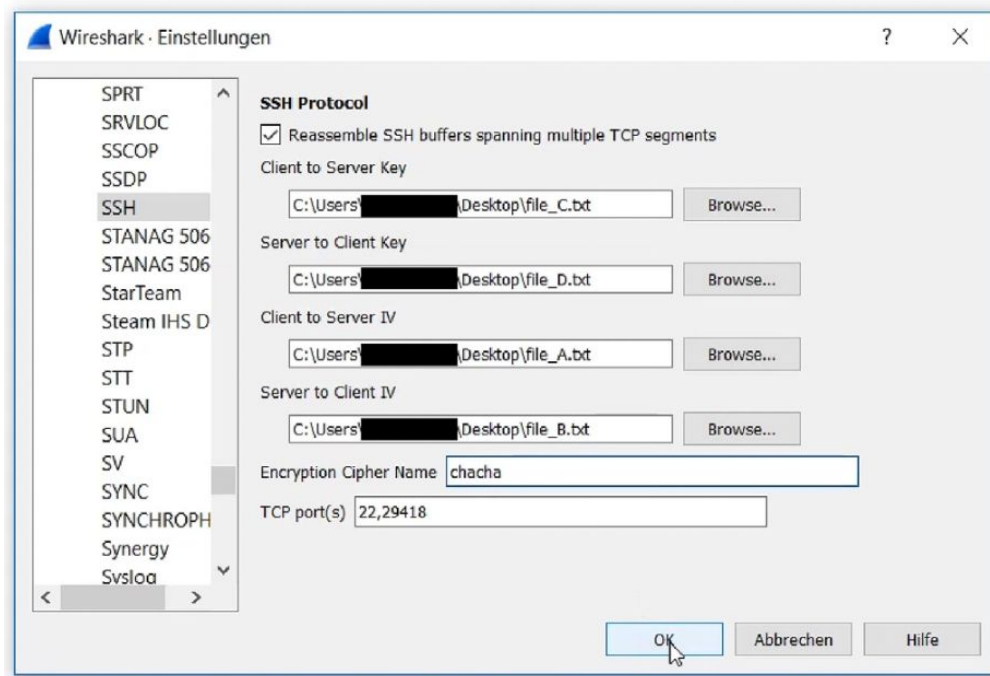 Wireshark · Einstellungen
?
SPRT
SRVLOC
SSCOP
SSDP
SSH
STANAG 506
STANAG 506
StarTeam
Steam IHS D
STP
STT
STUN
SUA
SV
SYNC
SYNCHROPH
Synergy
Syslog
SSH Protocol
Reassemble SSH buffers spanning multiple TCP segments
Client to Server Key
C:\Users\ \Desktop\file_C.txt Browse...
Server to Client Key
C:\Users\ \Desktop\file_D.txt Browse...
Client to Server IV
C:\Users\ \Desktop\file_A.txt Browse...
Server to Client IV
C:\Users\ \Desktop\file_B.txt Browse...
Encryption Cipher Name chacha
TCP port(s) 22,29418
OK Abbrechen Hilfe